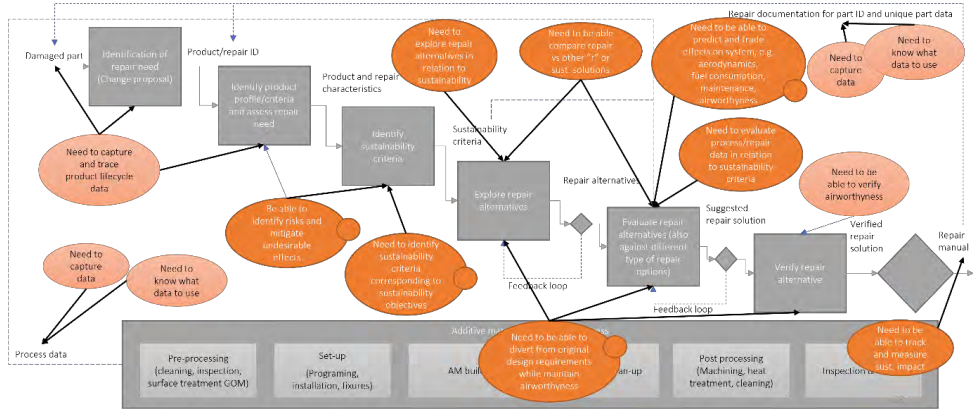 Repair documentation for part ID and unique part data
Damaged part
Identification of
repair need
(Change proposal)
Product/repair ID
Identify product
profile/criteria
and assess repair
need
Product and repair
characteristics
Need to
explore repair
alternatives in
relation to
sustainability
Need to be able
compare repair
vs other "r" or
sust. solutions
Need to be able to
predict and trade
effects on system, e.g.
aerodynamics,
fuel consumption,
maintenance,
airworthyness
Need to
capture
data
Need to
know what
data to use
Need to capture
and trace
product lifecycle
data
Identify
sustainability
criteria
Sustainability
criteria
Explore repair
alternatives
Repair alternatives
Need to evaluate
process/repair
data in relation
to sustainability
criteria
Need to be
able to verify
airworthyness
Be able to
identify risks and
mitigate
undesirable
effects
Need to identify
sustainability
criteria
corresponding to
sustainability
objectives
Feedback loop
Evaluate repair
alternatives (also
against different
type of repair
options)
Suggested
repair solution
Feedback loop
Verify repair
alternative
Verified
repair
solution
Repair
manual
Need to
capture
data
Need to
know what
data to use
Process data
Additive
Need to be able to
divert from original
design requirements
while maintain
airworthyness
Need to be
able to track
and measure
sust. impact
Pre-processing
(cleaning, inspection,
surface treatment GOM)
Set-up
(Programing,
installation, fixures)
AM
Post processing
(Machining, heat
treatment, cleaning)
Inspection